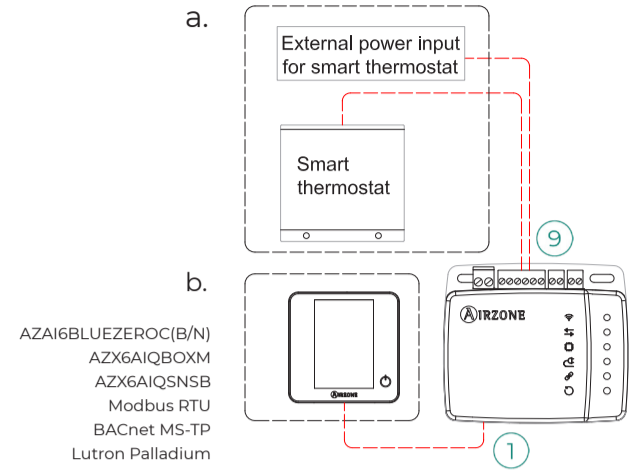 a.
External power input
for smart thermostat
Smart
thermostat
9
b.
AIRZONE
AZAI6BLUEZEROC(B/N)
AZX6AIQBOXM
AZX6AIQSNSB
Modbus RTU
BACnet MS-TP
Lutron Palladium
AIRZONE
1